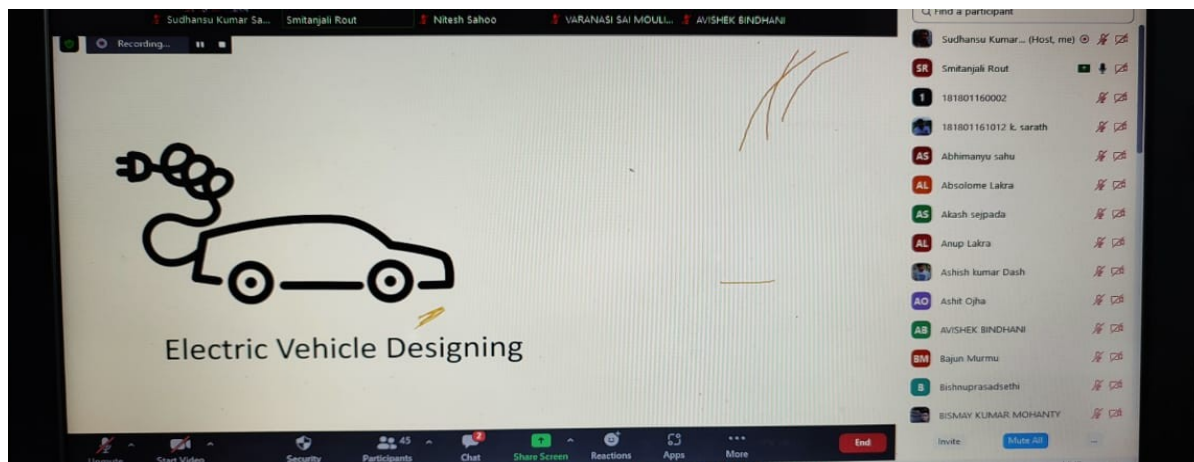 Sudhansu Kumar Sa...
Smitanjali Rout
Nitesh Sahoo
VARANASI SAI MOULI...
AVISHEK BINDHANI
Recording...
Electric Vehicle Designing
Find a participant
Sudhansu Kumar... (Host, me)
SR Smitanjali Rout
1 181801160002
181801161012 k. sarath
AS Abhimanyu sahu
AL Absolome Lakra
AS Akash sejpada
AL Anup Lakra
Ashish kumar Dash
AO Ashit Ojha
AB AVISHEK BINDHANI
BM Bajun Murmu
B Bishnuprasadsethi
BISMAY KUMAR MOHANTY
Invite
Mute All
...
Unmute
Start Video
Security
45
Participants
2
Chat
Share Screen
Reactions
Apps
More
End